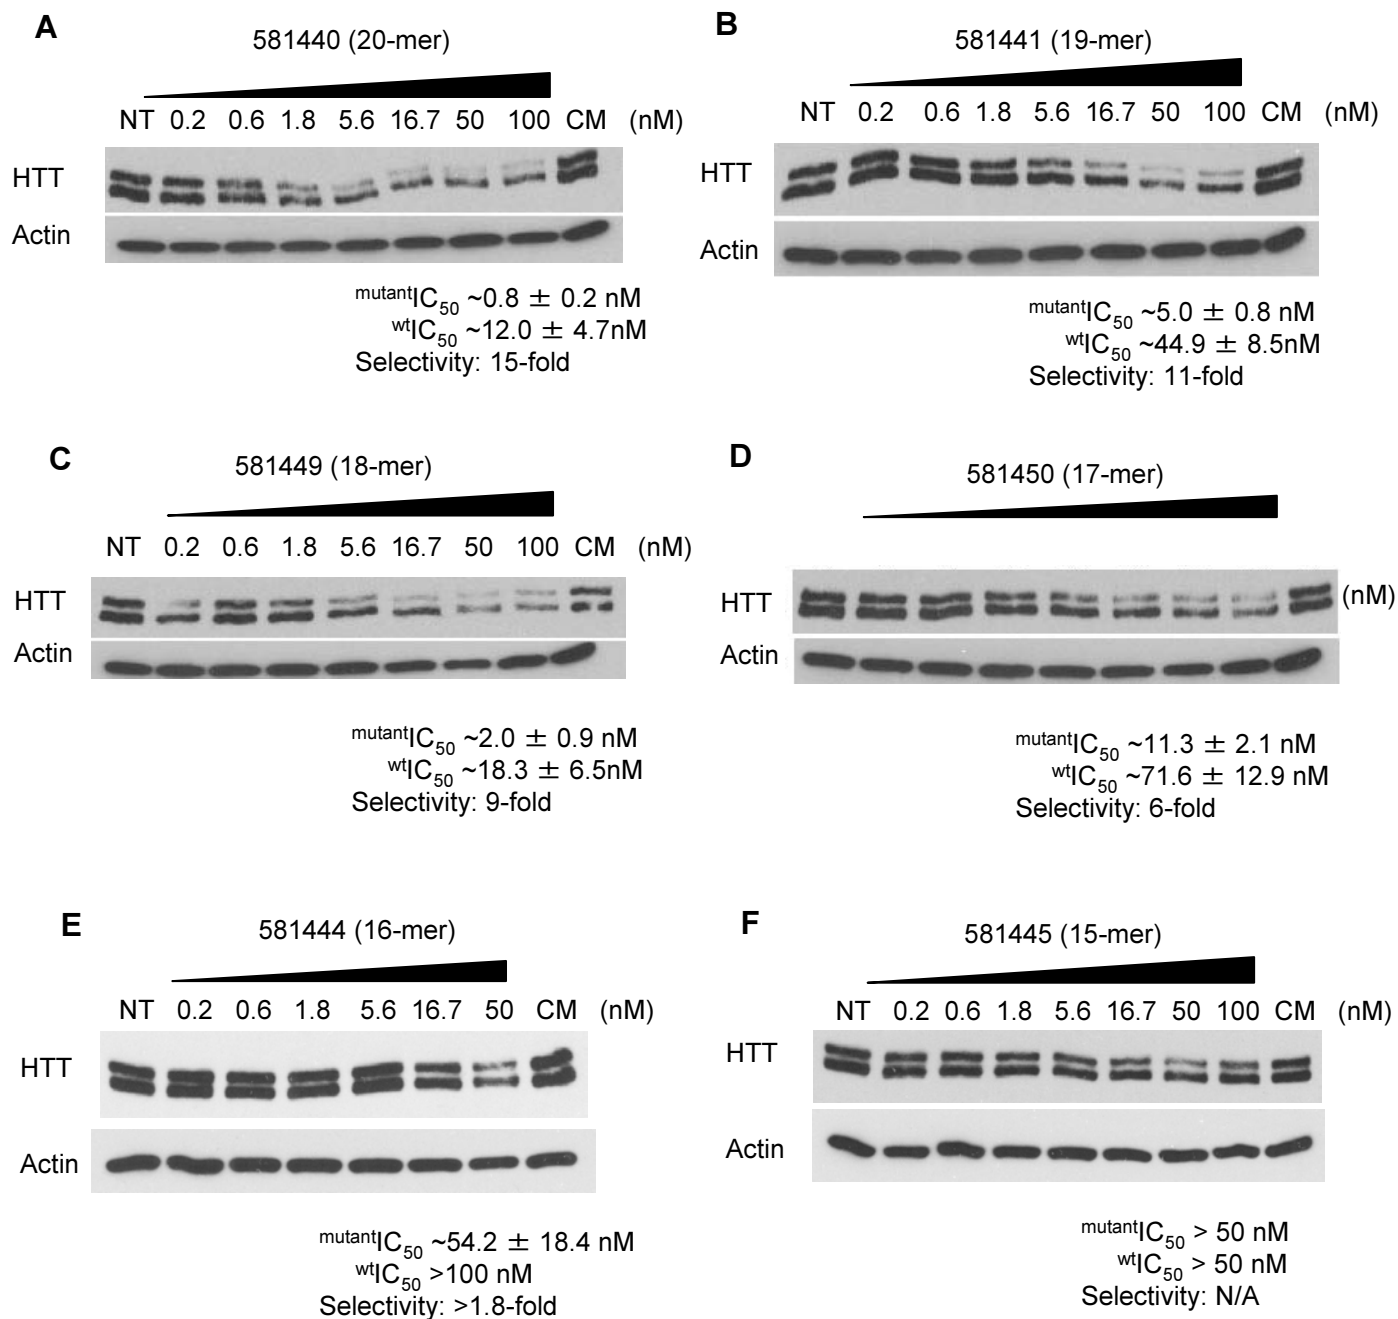 A
581440 (20-mer)
NT 0.2 0.6 1.8 5.6 16.7 50 100 CM (nM)
HTT
Actin
mutantIC50 ~0.8 ± 0.2 nM
wtIC50 ~12.0 ± 4.7nM
Selectivity: 15-fold
B
581441 (19-mer)
NT 0.2 0.6 1.8 5.6 16.7 50 100 CM (nM)
HTT
Actin
mutantIC50 ~5.0 ± 0.8 nM
wtIC50 ~44.9 ± 8.5nM
Selectivity: 11-fold
C
581449 (18-mer)
NT 0.2 0.6 1.8 5.6 16.7 50 100 CM (nM)
HTT
Actin
mutantIC50 ~2.0 ± 0.9 nM
wtIC50 ~18.3 ± 6.5nM
Selectivity: 9-fold
D
581450 (17-mer)
HTT (nM)
Actin
mutantIC50 ~11.3 ± 2.1 nM
wtIC50 ~71.6 ± 12.9 nM
Selectivity: 6-fold
E
581444 (16-mer)
NT 0.2 0.6 1.8 5.6 16.7 50 CM (nM)
HTT
Actin
mutantIC50 ~54.2 ± 18.4 nM
wtIC50 >100 nM
Selectivity: >1.8-fold
F
581445 (15-mer)
NT 0.2 0.6 1.8 5.6 16.7 50 100 CM (nM)
HTT
Actin
mutantIC50 > 50 nM
wtIC50 > 50 nM
Selectivity: N/A